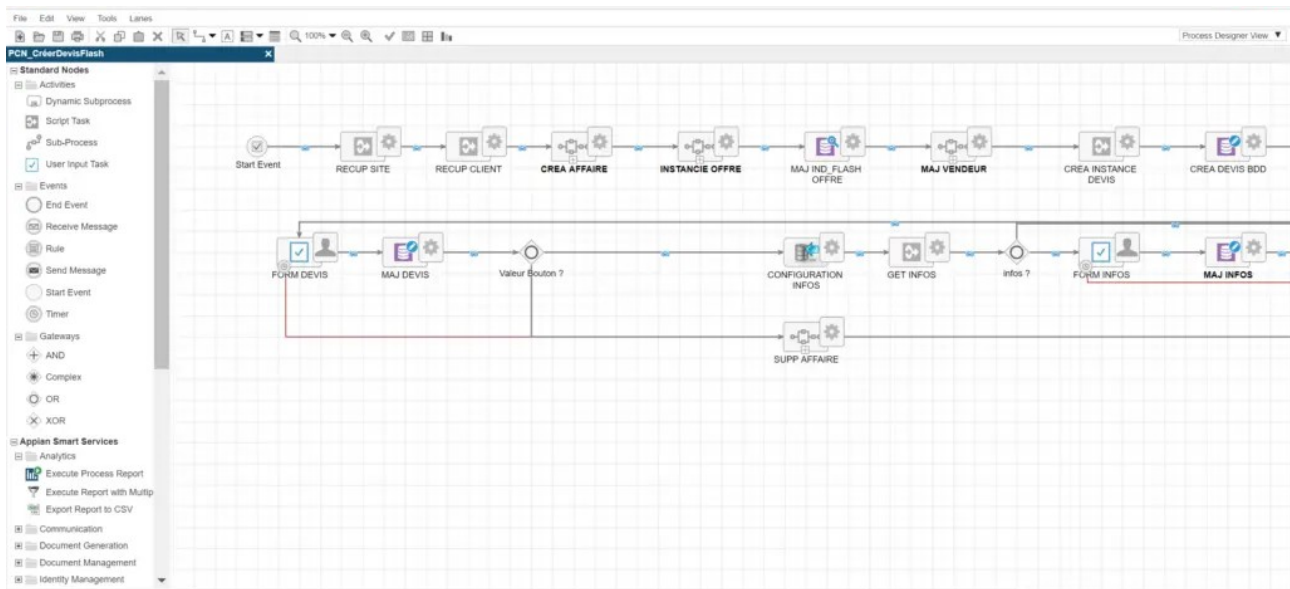 File Edit View Tools Lanes
100%
Process Designer View
PCN_CréerDevisFlash
Standard Nodes
Activities
Dynamic Subprocess
Script Task
Sub-Process
User Input Task
Events
End Event
Receive Message
Rule
Send Message
Start Event
Timer
Gateways
AND
Complex
OR
XOR
Appian Smart Services
Analytics
Execute Process Report
Execute Report with Multip
Export Report to CSV
Communication
Document Generation
Document Management
Identity Management
Start Event
RECUP SITE
RECUP CLIENT
CREA AFFAIRE
INSTANCIE OFFRE
MAJ IND_FLASH
OFFRE
MAJ VENDEUR
CREA INSTANCE
DEVIS
CREA DEVIS BDD
FORM DEVIS
MAJ DEVIS
Valeur Bouton ?
CONFIGURATION
INFOS
GET INFOS
infos ?
FORM INFOS
MAJ INFOS
SUPP AFFAIRE